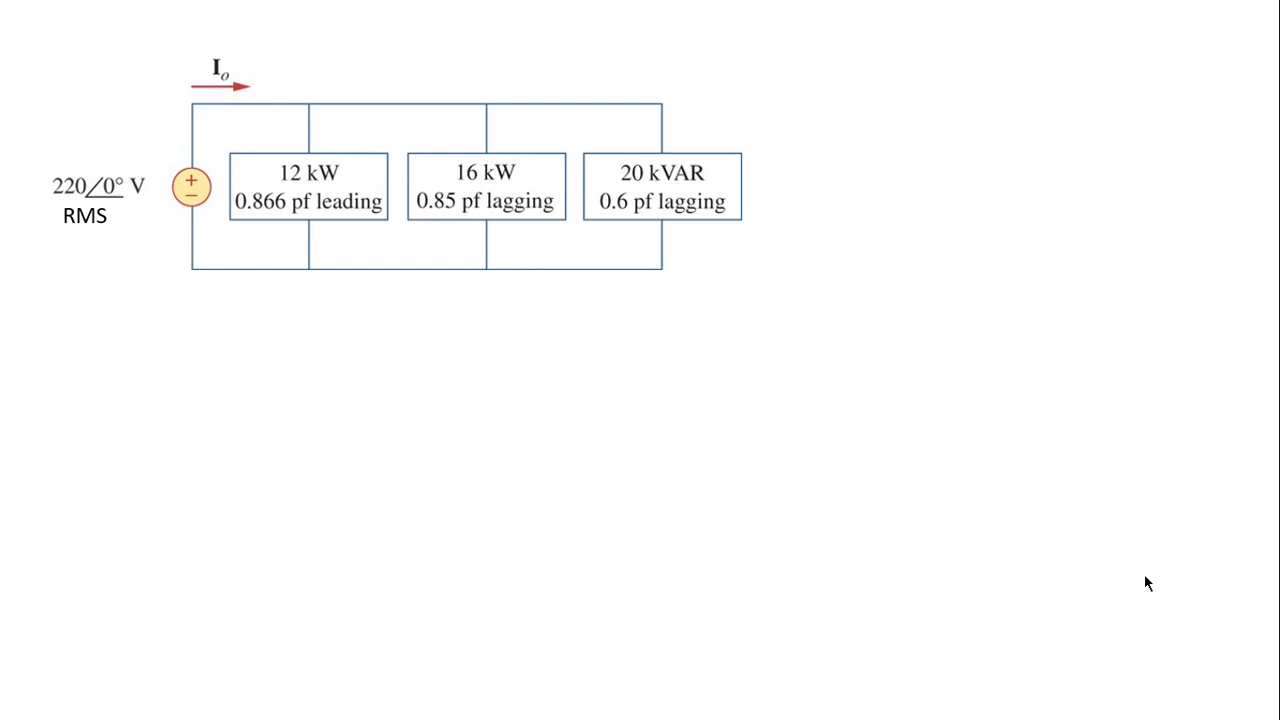 I_o
220∠0° V
RMS
+
−
12 kW
0.866 pf leading
16 kW
0.85 pf lagging
20 kVAR
0.6 pf lagging